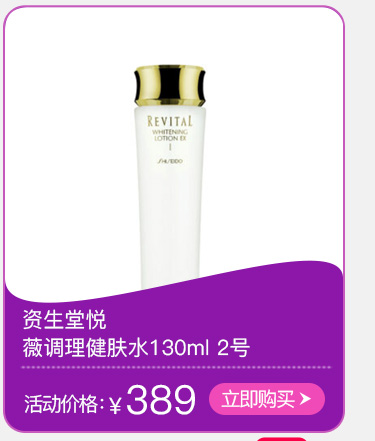 REVITAL
WHITENING
LOTION EX
I
SHISEIDO
资生堂悦
薇调理健肤水130ml 2号
活动价格:￥389 立即购买